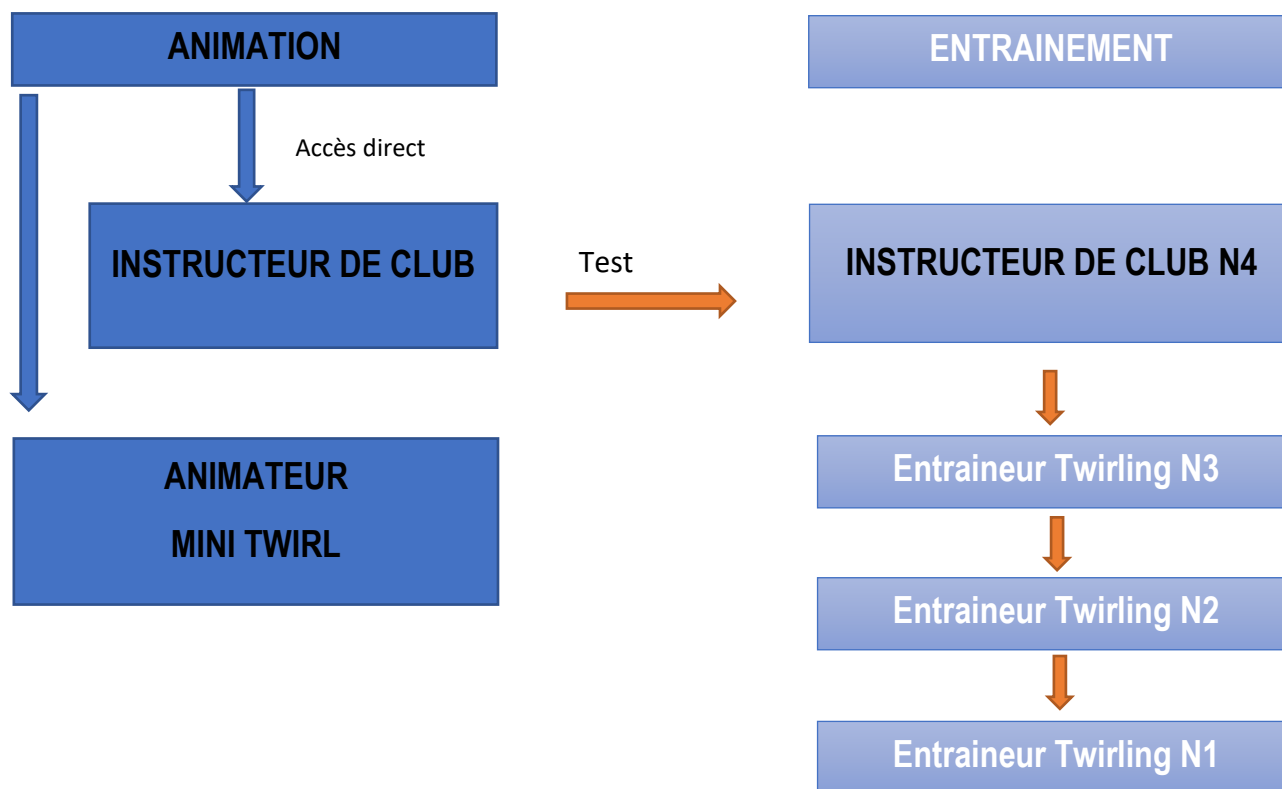 ANIMATION
ENTRAINEMENT
Accès direct
INSTRUCTEUR DE CLUB
Test
INSTRUCTEUR DE CLUB N4
ANIMATEUR
MINI TWIRL
Entraineur Twirling N3
Entraineur Twirling N2
Entraineur Twirling N1